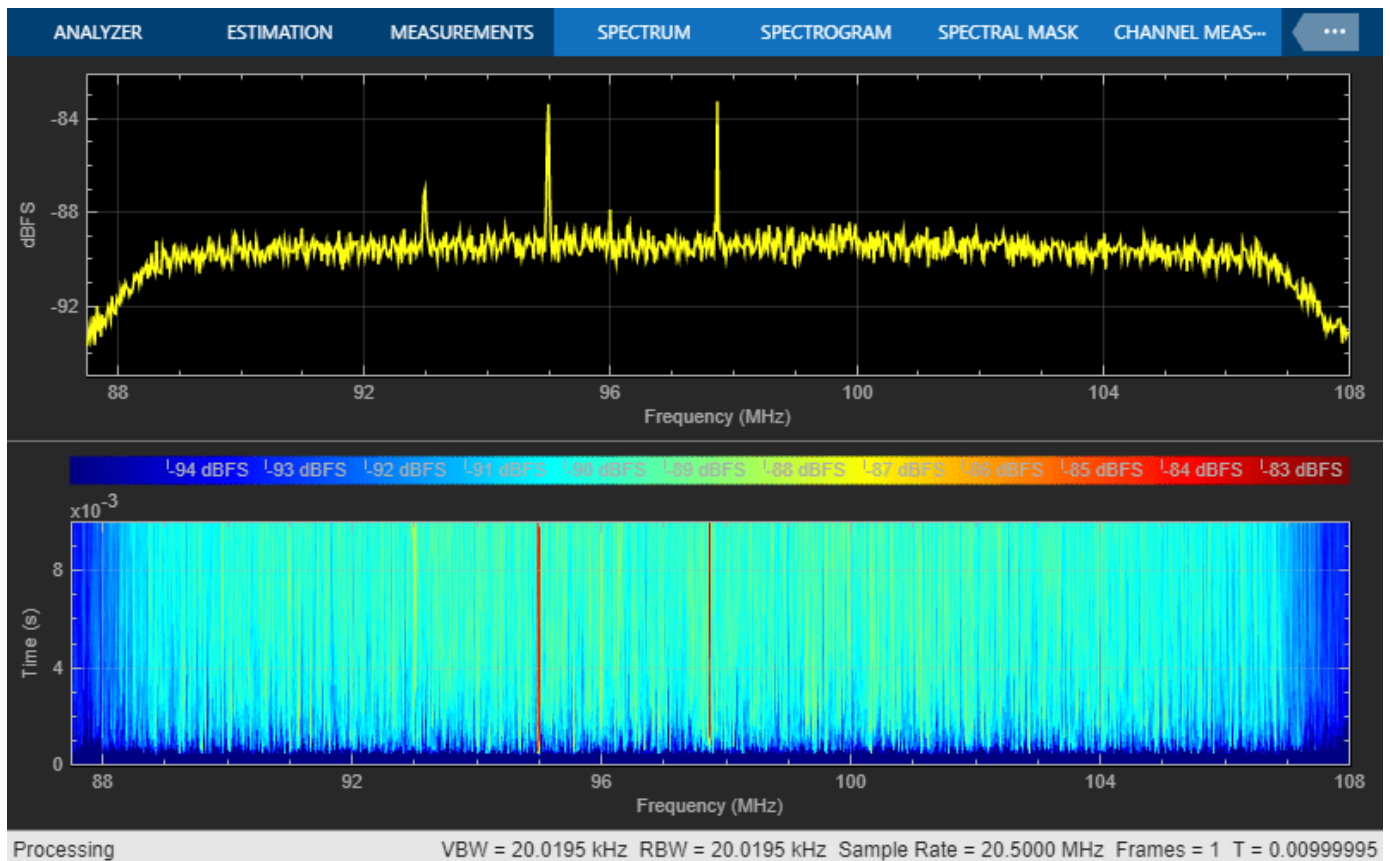 ANALYZER ESTIMATION MEASUREMENTS SPECTRUM SPECTROGRAM SPECTRAL MASK CHANNEL MEAS··· ···
-84
-88
-92
dBFS
88 92 96 100 104 108
Frequency (MHz)
-94 dBFS -93 dBFS -92 dBFS -91 dBFS -90 dBFS -89 dBFS -88 dBFS -87 dBFS -86 dBFS -85 dBFS -84 dBFS -83 dBFS
x10-3
8
4
0
Time (s)
88 92 96 100 104 108
Frequency (MHz)
Processing VBW = 20.0195 kHz RBW = 20.0195 kHz Sample Rate = 20.5000 MHz Frames = 1 T = 0.00999995